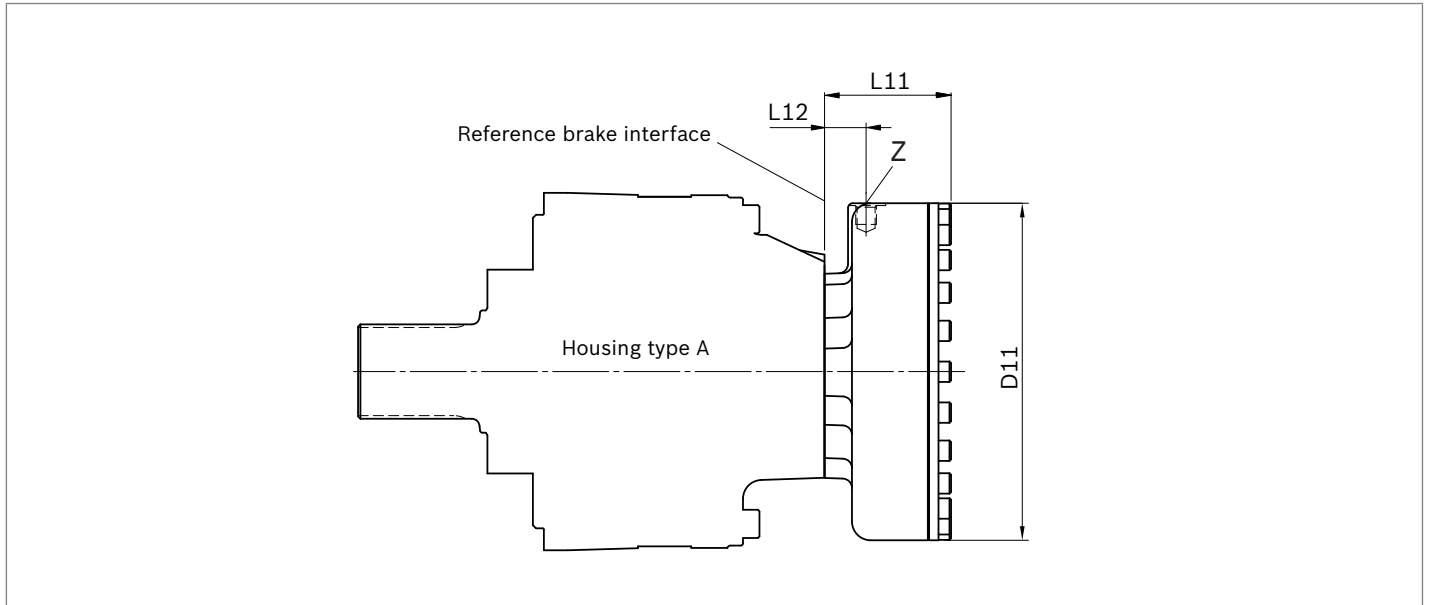 L11
L12
Reference brake interface
Z
Housing type A
D11